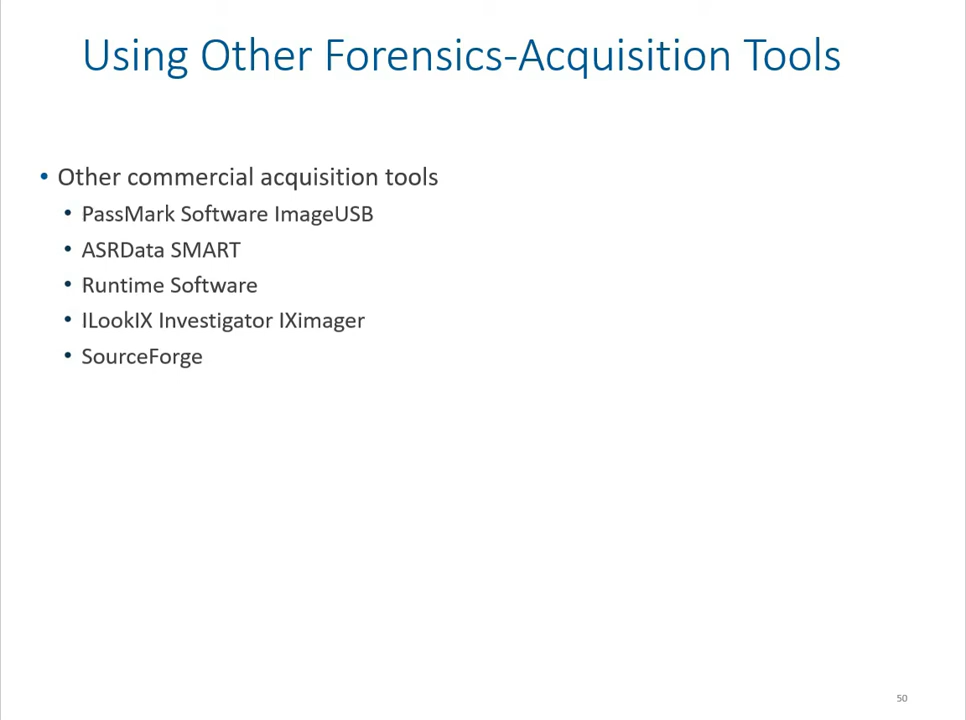 Using Other Forensics-Acquisition Tools
• Other commercial acquisition tools
• PassMark Software ImageUSB
• ASRData SMART
• Runtime Software
• ILookIX Investigator IXimager
• SourceForge
50